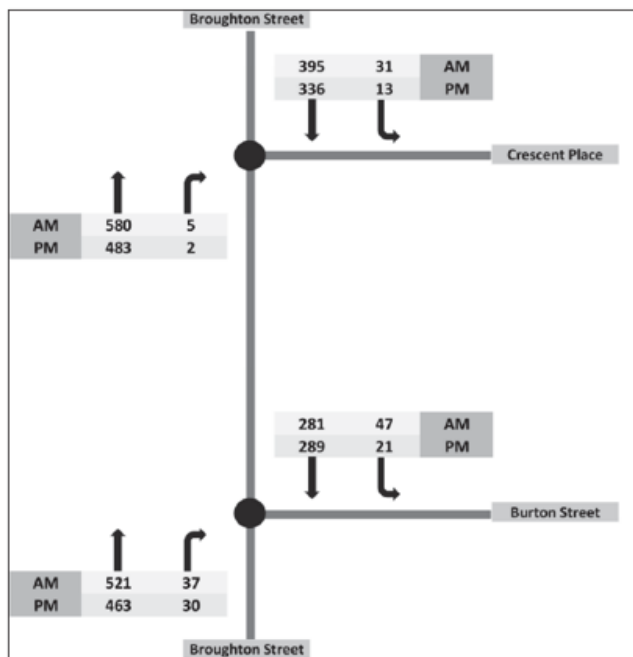 Broughton Street
395 31 AM
336 13 PM
Crescent Place
AM 580 5
PM 483 2
281 47 AM
289 21 PM
Burton Street
AM 521 37
PM 463 30
Broughton Street